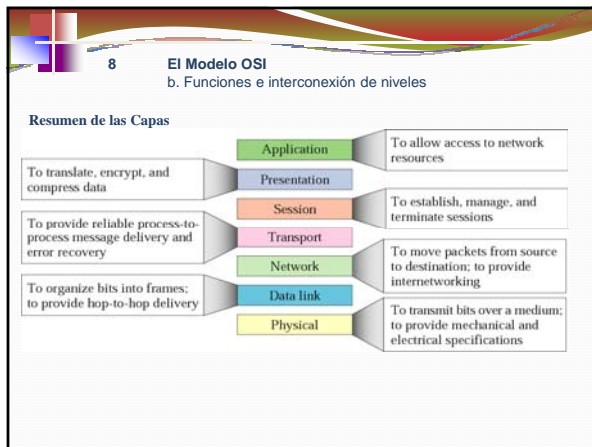 8 El Modelo OSI
b. Funciones e interconexión de niveles
Resumen de las Capas
Application
To allow access to network
resources
To translate, encrypt, and
compress data
Presentation
Session
To establish, manage, and
terminate sessions
To provide reliable process-to-
process message delivery and
error recovery
Transport
Network
To move packets from source
to destination; to provide
internetworking
To organize bits into frames;
to provide hop-to-hop delivery
Data link
Physical
To transmit bits over a medium;
to provide mechanical and
electrical specifications